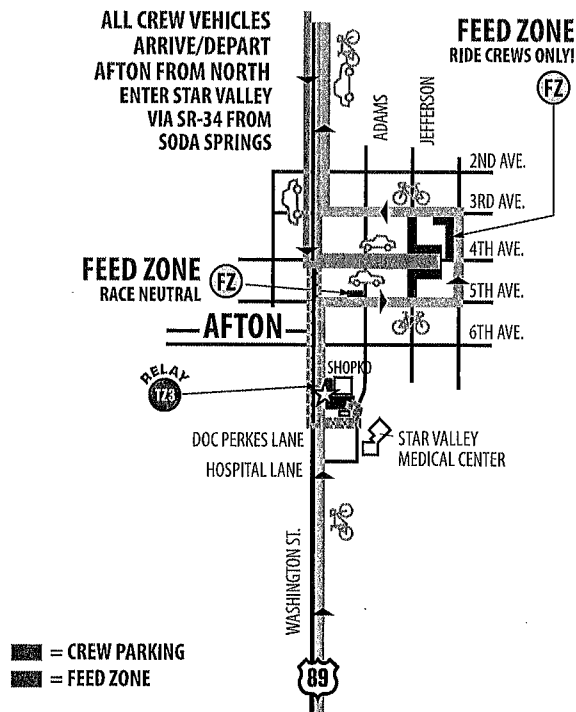 ALL CREW VEHICLES
ARRIVE/DEPART
AFTON FROM NORTH
ENTER STAR VALLEY
VIA SR-34 FROM
SODA SPRINGS
FEED ZONE
RIDE CREWS ONLY!
FZ
ADAMS
JEFFERSON
2ND AVE.
3RD AVE.
4TH AVE.
5TH AVE.
6TH AVE.
FEED ZONE
RACE NEUTRAL
FZ
AFTON
RELAY
TZ3
SHOPKO
DOC PERKES LANE
HOSPITAL LANE
STAR VALLEY
MEDICAL CENTER
WASHINGTON ST.
= CREW PARKING
= FEED ZONE
89